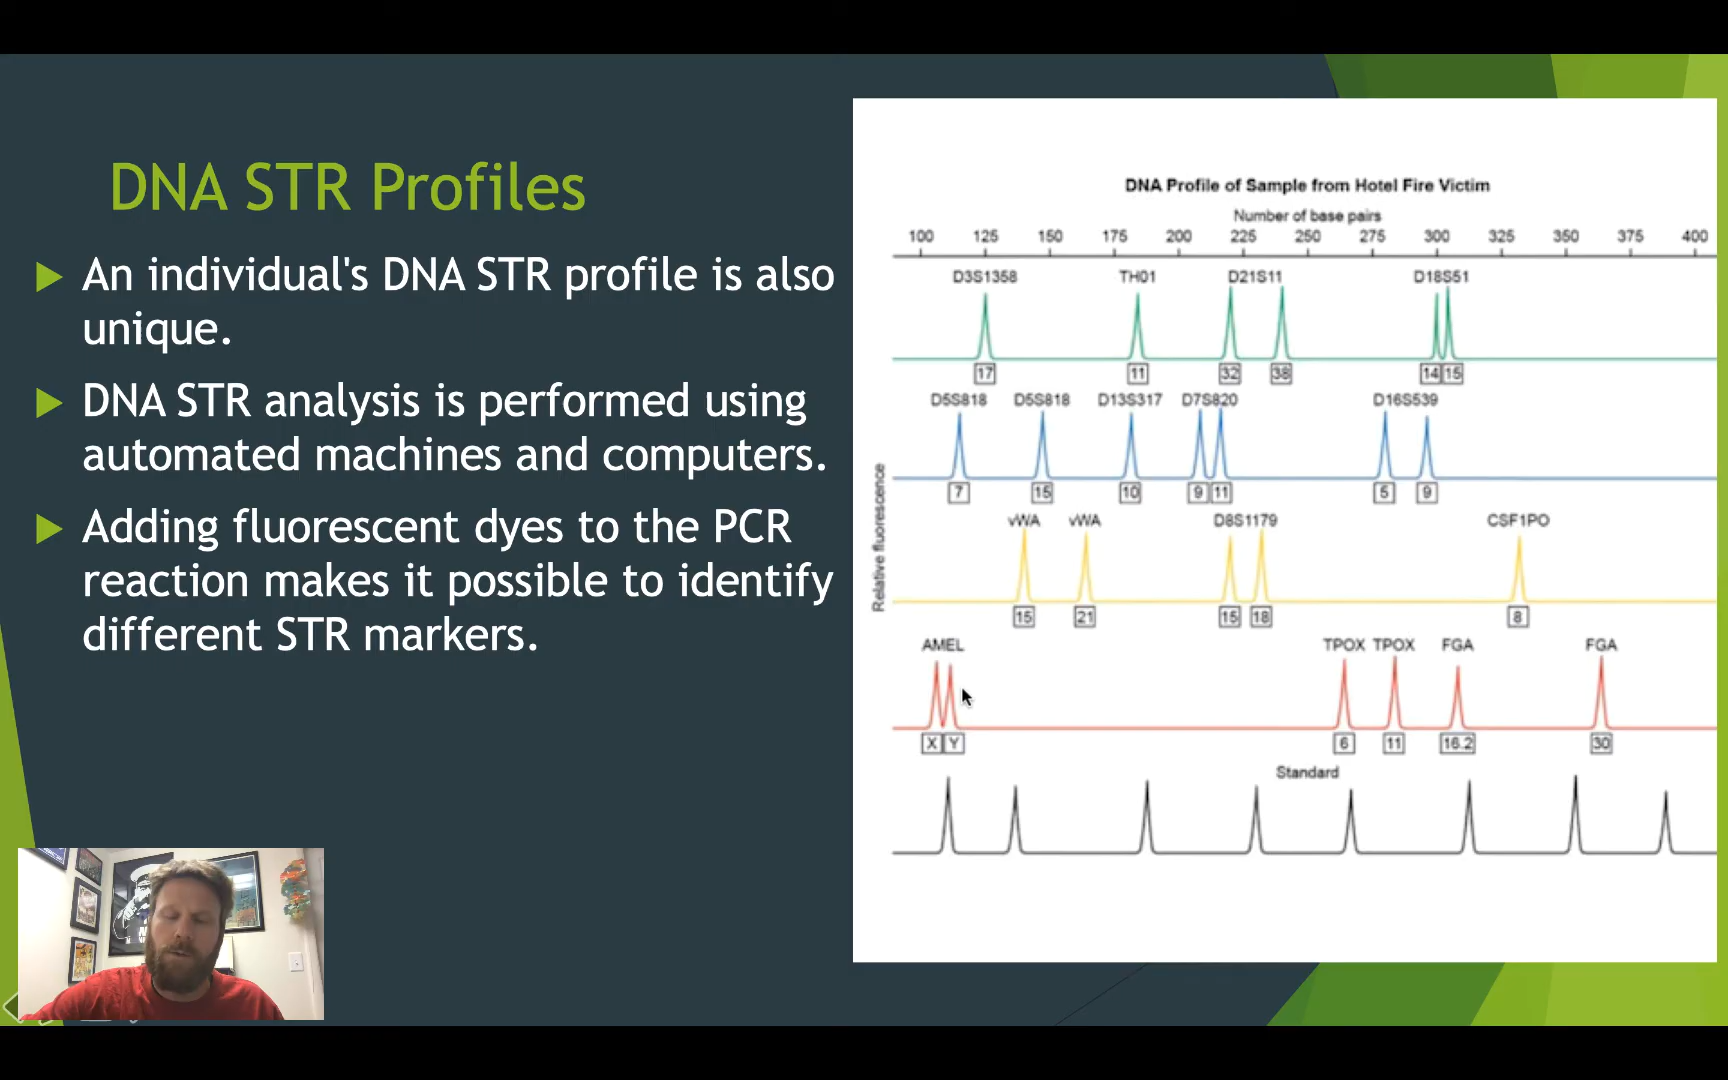 DNA STR Profiles
An individual's DNA STR profile is also
unique.
DNA STR analysis is performed using
automated machines and computers.
Adding fluorescent dyes to the PCR
reaction makes it possible to identify
different STR markers.
DNA Profile of Sample from Hotel Fire Victim
Number of base pairs
100 125 150 175 200 225 250 275 300 325 350 375 400
D3S1358 TH01 D21S11 D18S51
17 11 32 38 14 15
D5S818 D5S818 D13S317 D7S820 D16S539
7 15 10 9 11 5 9
Relative fluorescence
vWA vWA D8S1179 CSF1PO
15 21 15 18 8
AMEL TPOX TPOX FGA FGA
X Y 6 11 16.2 30
Standard